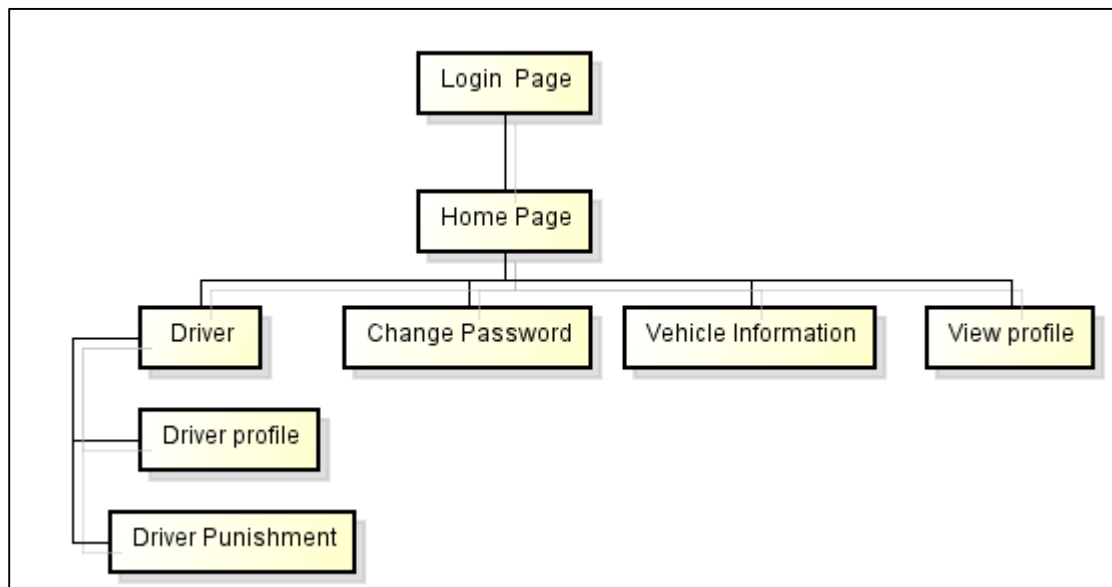 Login Page
Home Page
Driver
Change Password
Vehicle Information
View profile
Driver profile
Driver Punishment